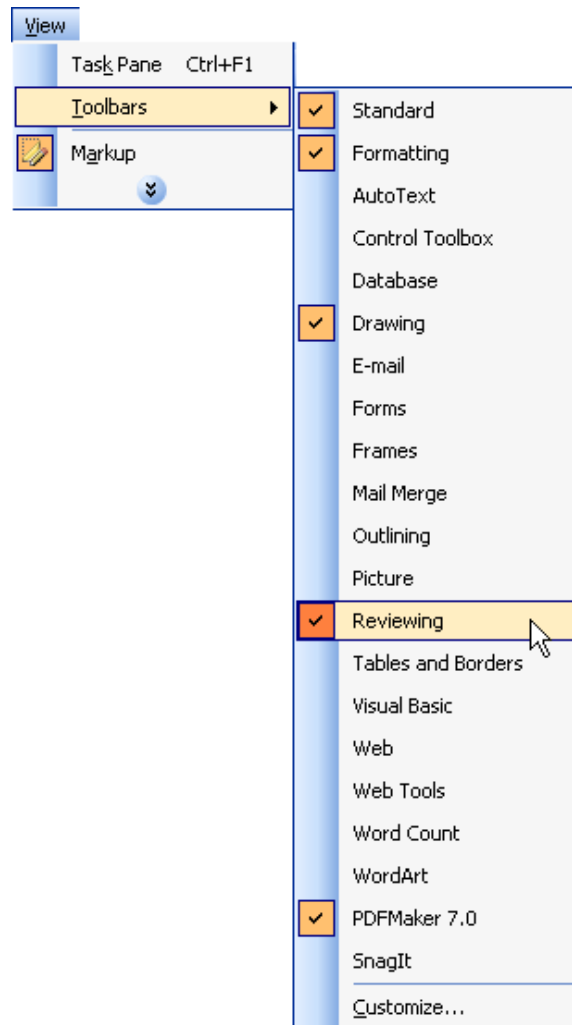 View
Task Pane Ctrl+F1
Toolbars
Markup
Standard
Formatting
AutoText
Control Toolbox
Database
Drawing
E-mail
Forms
Frames
Mail Merge
Outlining
Picture
Reviewing
Tables and Borders
Visual Basic
Web
Web Tools
Word Count
WordArt
PDFMaker 7.0
SnagIt
Customize...